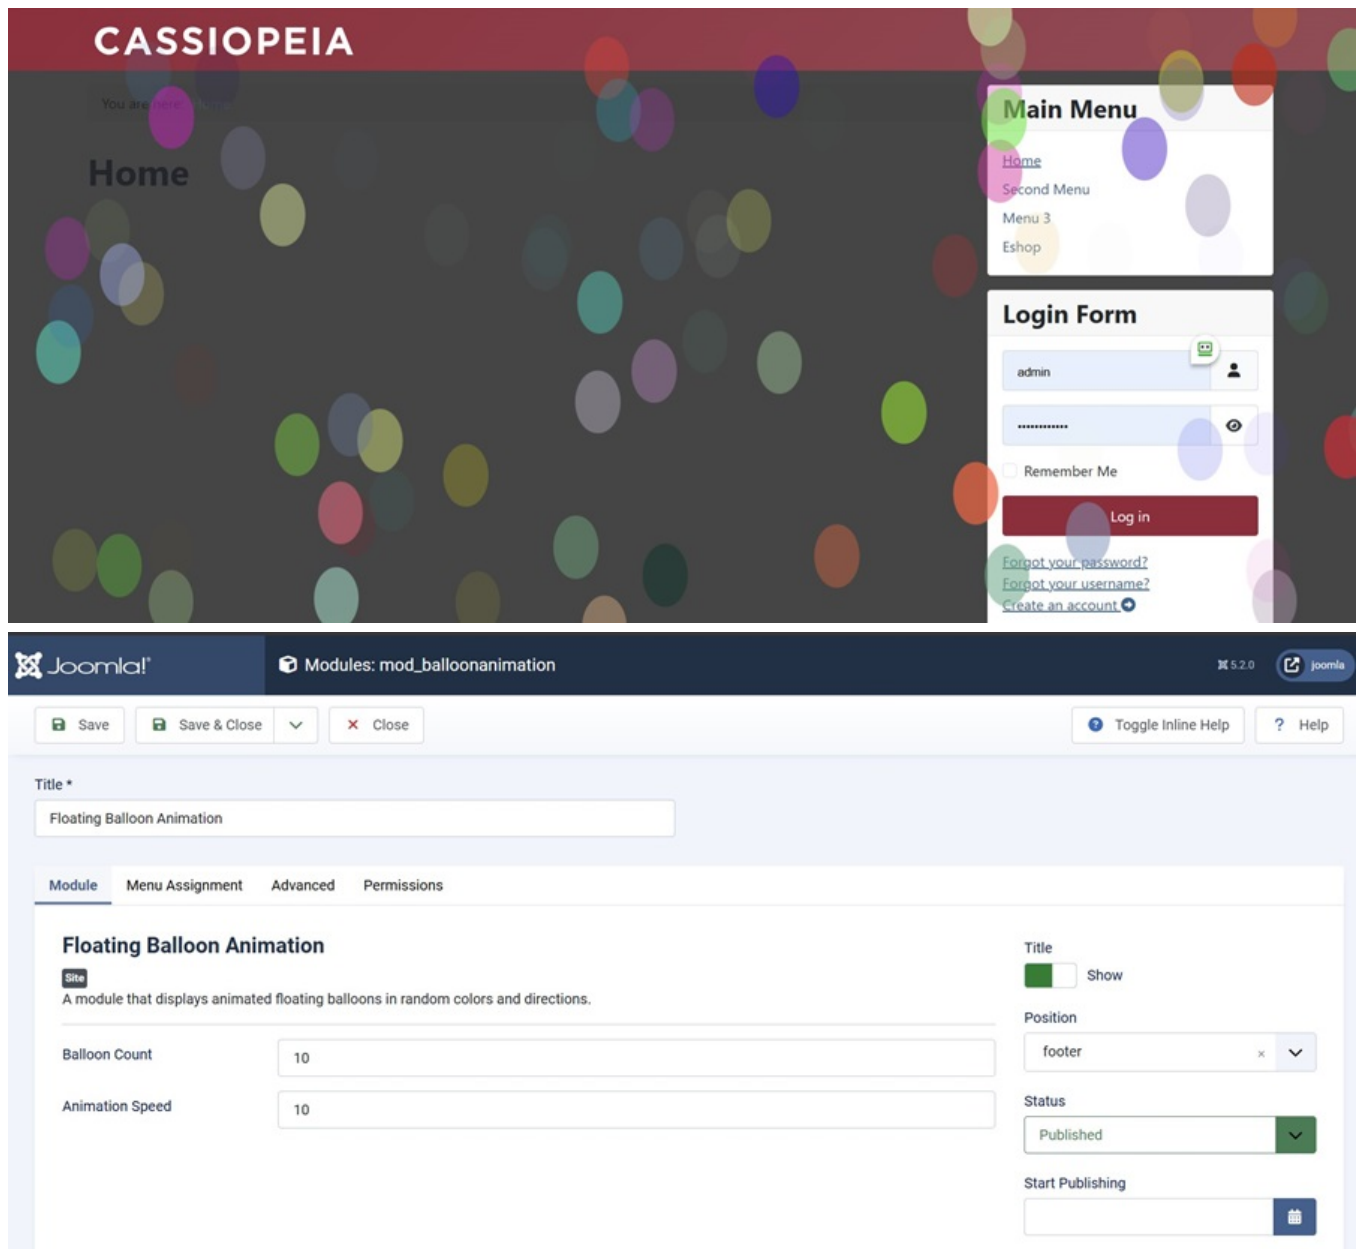 CASSIOPEIA
You are here: Home
Home
Main Menu
Home
Second Menu
Menu 3
Eshop
Login Form
admin
••••••••••••
Remember Me
Log in
Forgot your password?
Forgot your username?
Create an account
Joomla!
Modules: mod_balloonanimation
5.2.0
joomla
Save
Save & Close
Close
Toggle Inline Help
? Help
Title *
Floating Balloon Animation
Module Menu Assignment Advanced Permissions
Floating Balloon Animation
Site
A module that displays animated floating balloons in random colors and directions.
Balloon Count
10
Animation Speed
10
Title
Show
Position
footer
Status
Published
Start Publishing